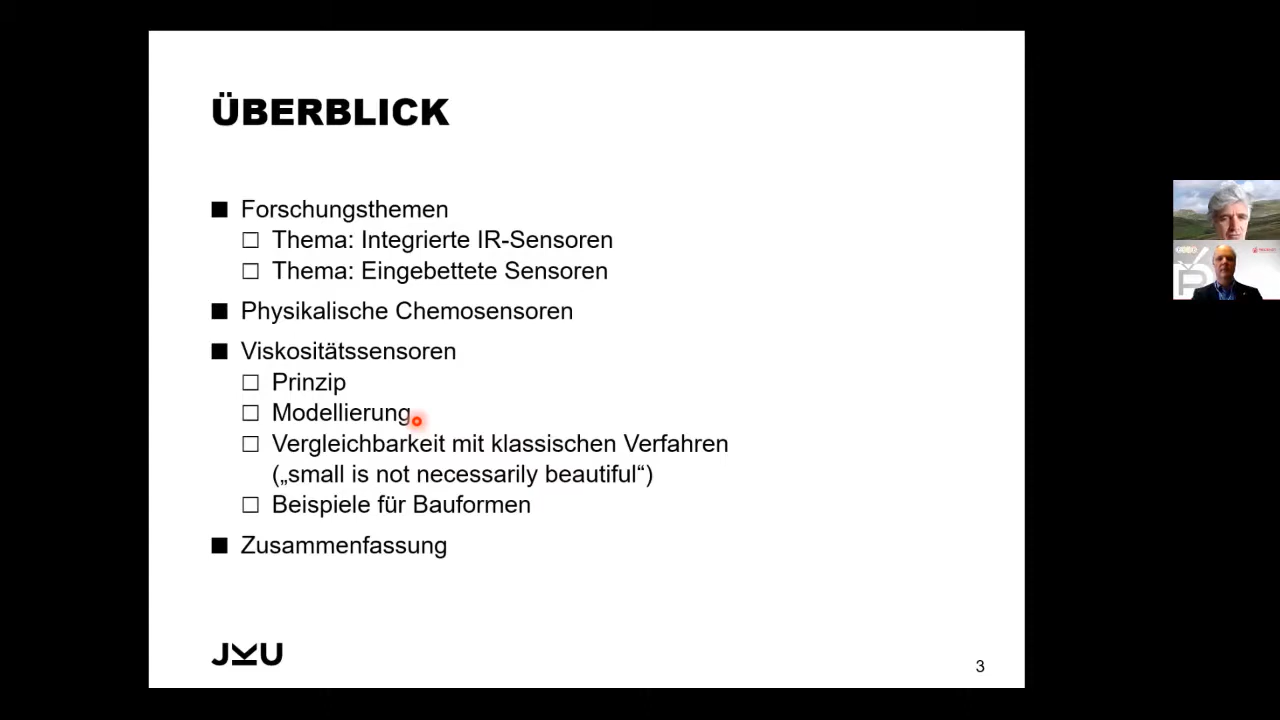 ÜBERBLICK
Forschungsthemen
Thema: Integrierte IR-Sensoren
Thema: Eingebettete Sensoren
Physikalische Chemosensoren
Viskositätssensoren
Prinzip
Modellierung
Vergleichbarkeit mit klassischen Verfahren
(„small is not necessarily beautiful“)
Beispiele für Bauformen
Zusammenfassung
JKU
3
P